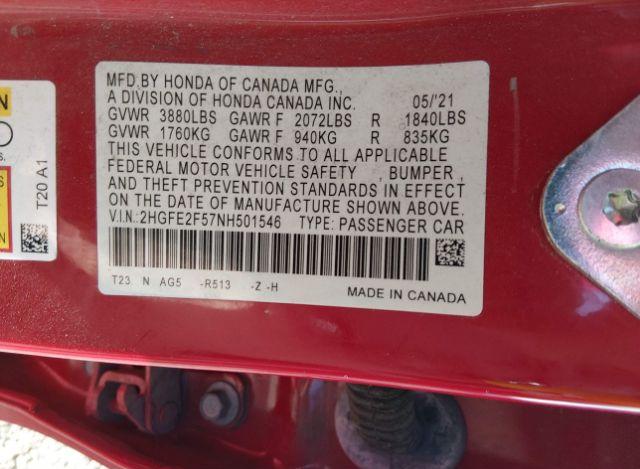 MFD. BY HONDA OF CANADA MFG.,
A DIVISION OF HONDA CANADA INC. 05/'21
GVWR 3880LBS GAWR F 2072LBS R 1840LBS
GVWR 1760KG GAWR F 940KG R 835KG
THIS VEHICLE CONFORMS TO ALL APPLICABLE
FEDERAL MOTOR VEHICLE SAFETY , BUMPER,
AND THEFT PREVENTION STANDARDS IN EFFECT
ON THE DATE OF MANUFACTURE SHOWN ABOVE.
V.I.N.:2HGFE2F57NH501546 TYPE: PASSENGER CAR
T23 N AG5 -R513 -Z -H
MADE IN CANADA
T20 A1